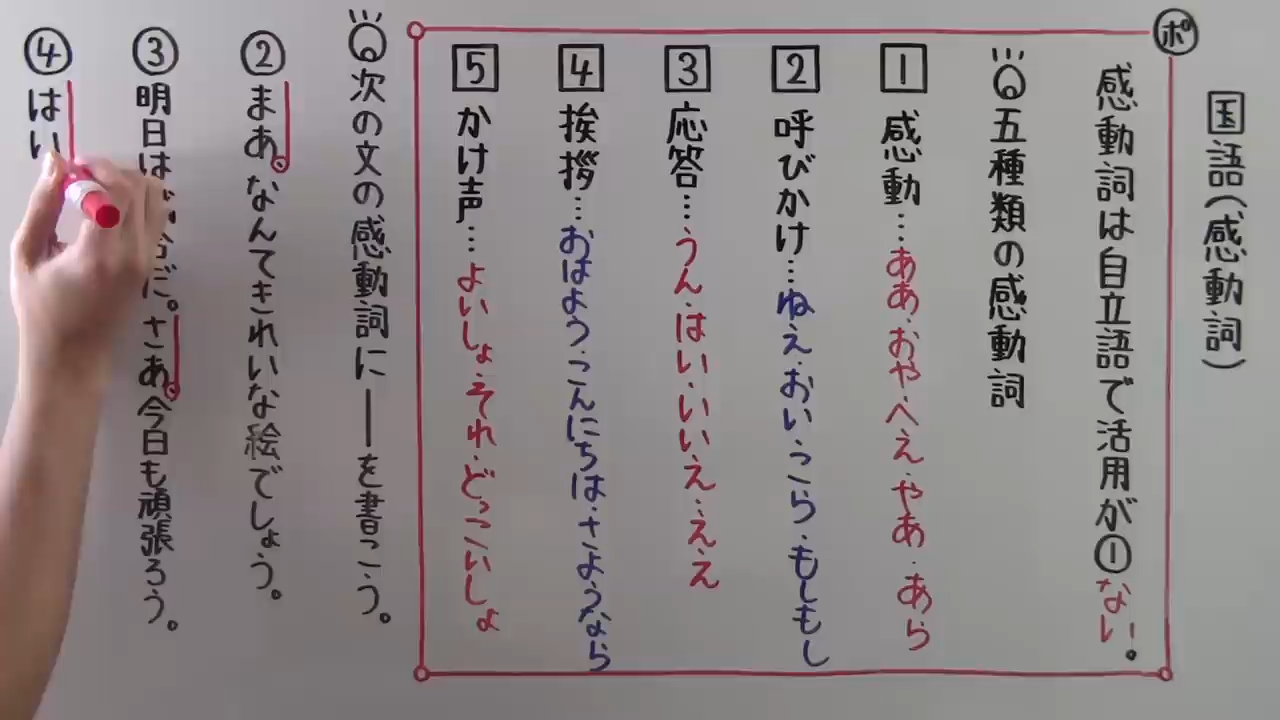 国語(感動詞)
ポ
感動詞は自立語で活用が①ない!。
五種類の感動詞
1 感動…ああ・おや・へえ・やあ・あら
2 呼びかけ…ねえ・おい・こら・もしもし
3 応答…うん・はい・いいえ・ええ
4 挨拶…おはよう・こんにちは・さようなら
5 かけ声…よいしょ・それ・どっこいしょ
次の文の感動詞に――を書こう。
② まあ。なんてきれいな絵でしょう。
③ 明日は だ。さあ。今日も頑張ろう。
④ はい